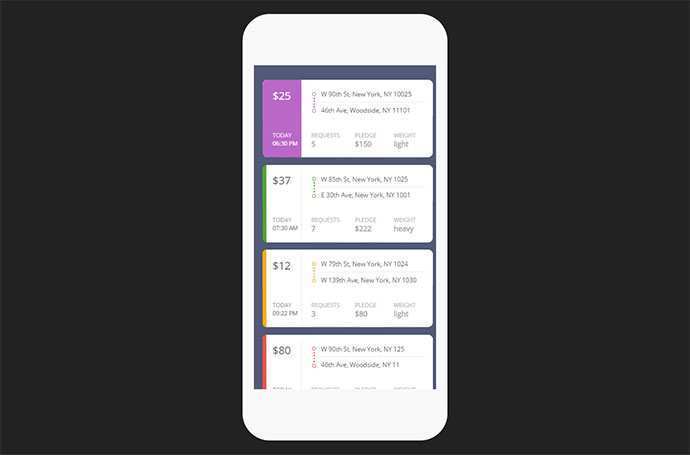 $25
W 90th St, New York, NY 10025
46th Ave, Woodside, NY 11101
TODAY
06:30 PM
REQUESTS PLEDGE WEIGHT
5 $150 light
$37
W 85th St, New York, NY 1025
E 30th Ave, New York, NY 1001
TODAY
07:30 AM
REQUESTS PLEDGE WEIGHT
7 $222 heavy
$12
W 79th St, New York, NY 1024
W 139th Ave, New York, NY 1030
TODAY
09:22 PM
REQUESTS PLEDGE WEIGHT
3 $80 light
$80
W 90th St, New York, NY 125
46th Ave, Woodside, NY 11